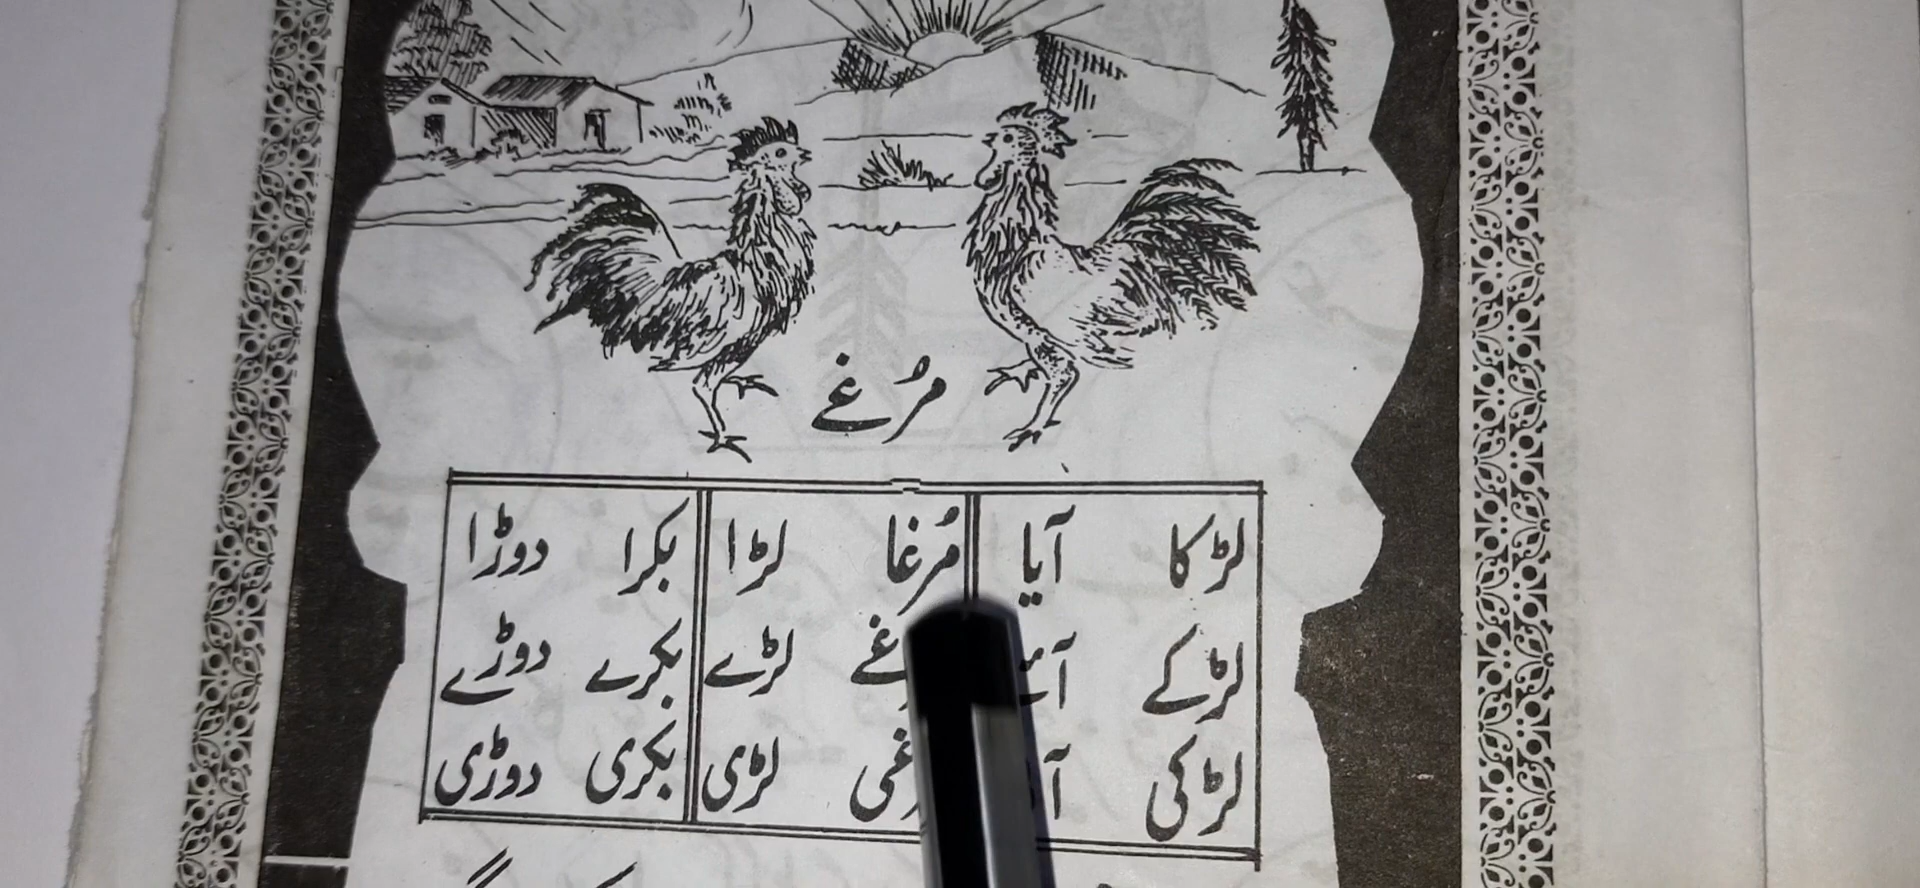 مُرغے
لڑکا آیا مُرغا لڑا بکرا دوڑا
لڑکے لڑے بکرے دوڑے
لڑکی لڑی بکری دوڑی